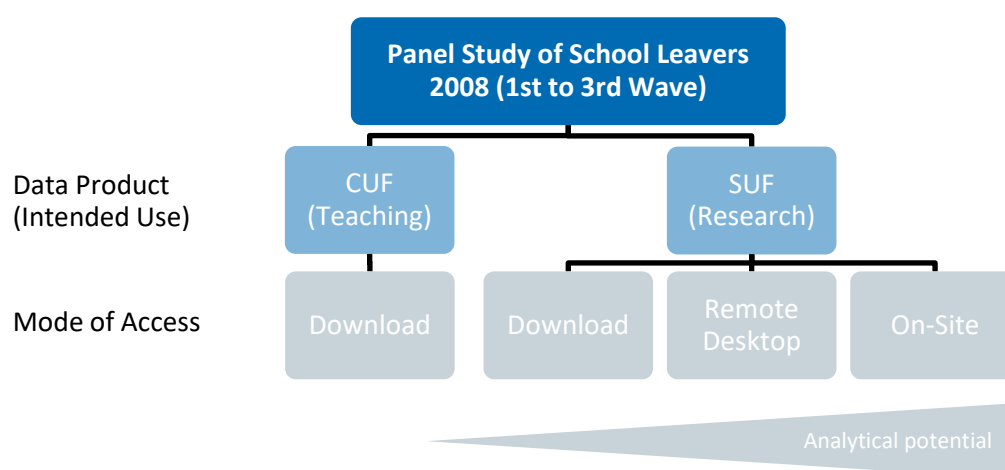 Panel Study of School Leavers
2008 (1st to 3rd Wave)
Data Product
(Intended Use)
CUF
(Teaching)
SUF
(Research)
Mode of Access
Download
Download
Remote
Desktop
On-Site
Analytical potential